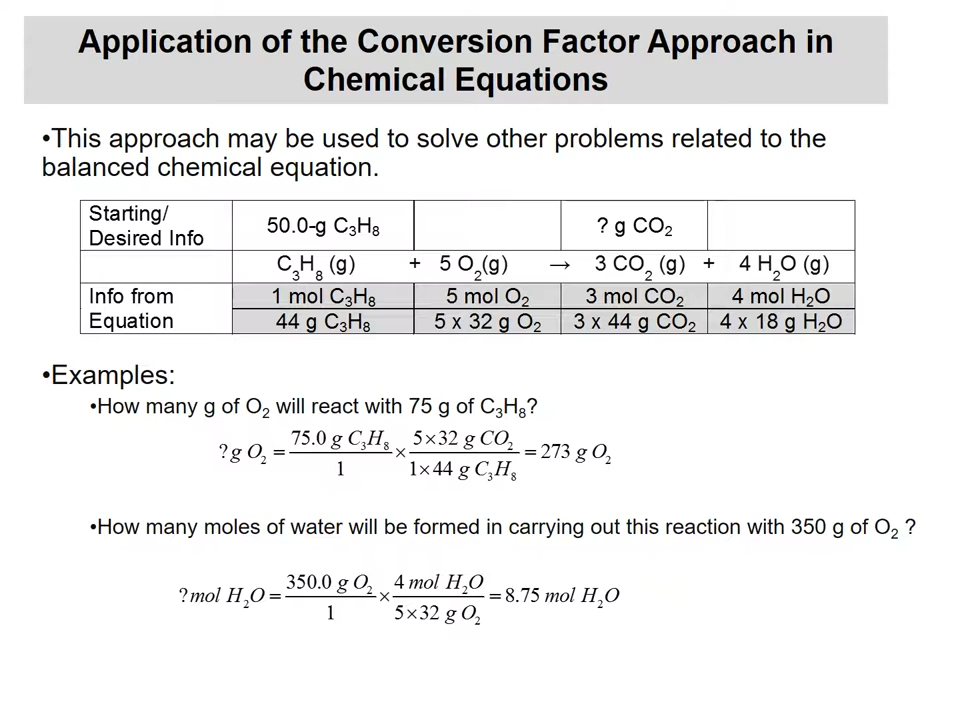 Application of the Conversion Factor Approach in
Chemical Equations
•This approach may be used to solve other problems related to the
balanced chemical equation.
Starting/ Desired Info | 50.0-g C₃H₈ | | ? g CO₂ |
C₃H₈ (g) + 5 O₂(g) → 3 CO₂ (g) + 4 H₂O (g)
Info from Equation | 1 mol C₃H₈ | 5 mol O₂ | 3 mol CO₂ | 4 mol H₂O
44 g C₃H₈ | 5 x 32 g O₂ | 3 x 44 g CO₂ | 4 x 18 g H₂O
•Examples:
•How many g of O₂ will react with 75 g of C₃H₈?
? g O₂ = 75.0 g C₃H₈ / 1 × 5×32 g CO₂ / 1×44 g C₃H₈ = 273 g O₂
•How many moles of water will be formed in carrying out this reaction with 350 g of O₂ ?
? mol H₂O = 350.0 g O₂ / 1 × 4 mol H₂O / 5×32 g O₂ = 8.75 mol H₂O